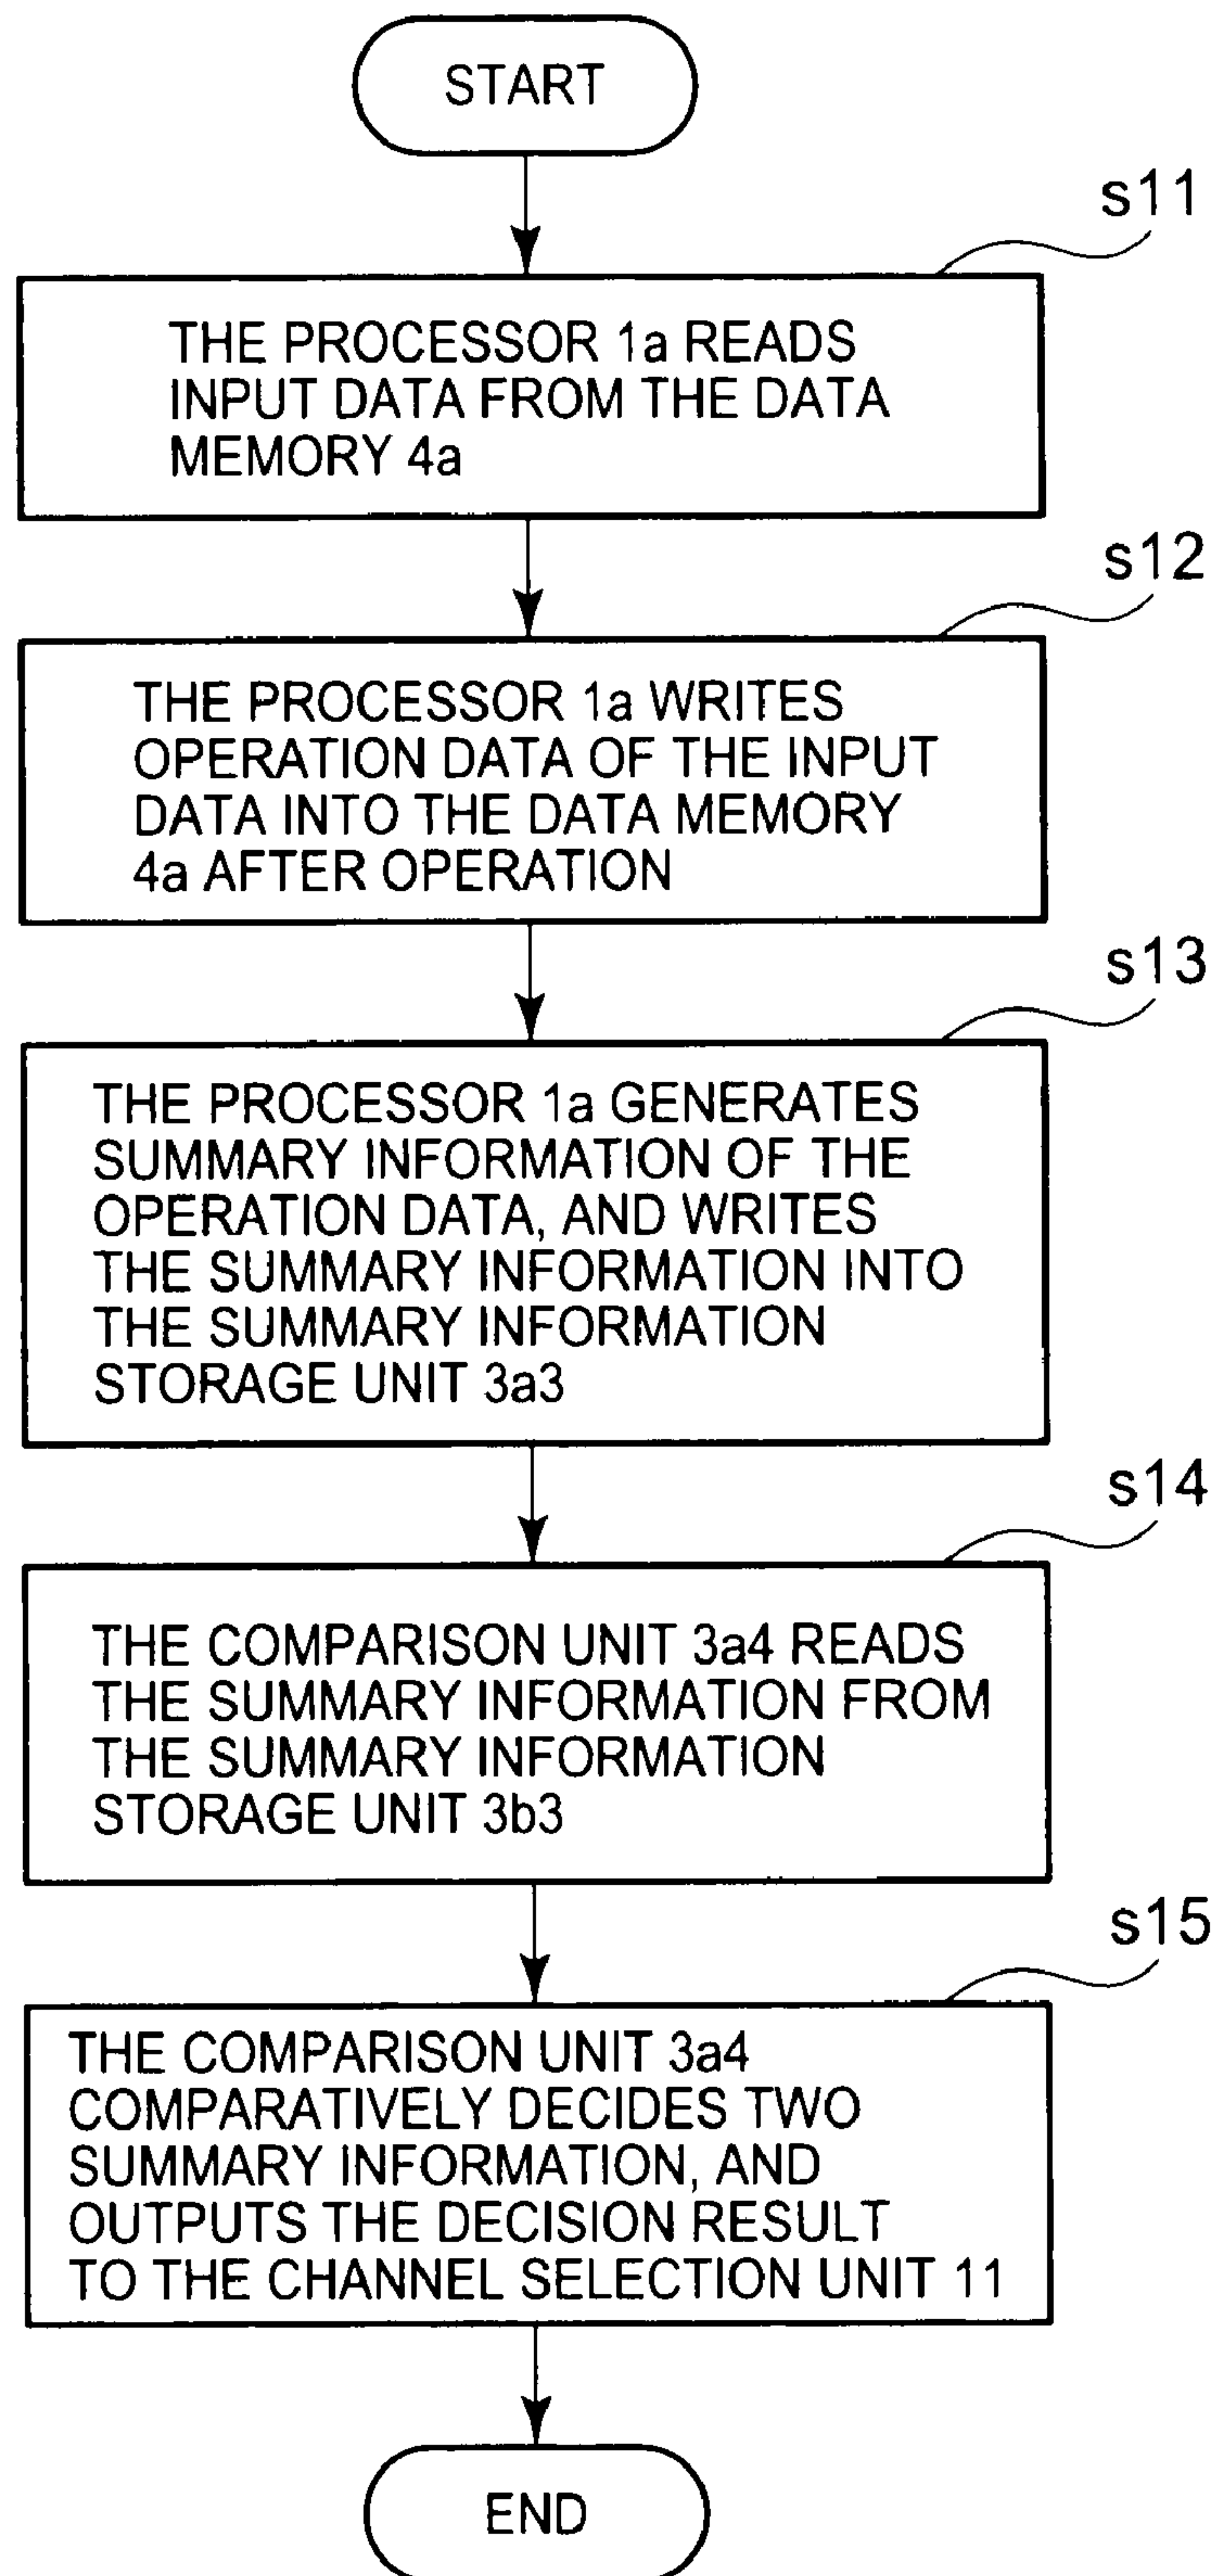 START
s11
THE PROCESSOR 1a READS
INPUT DATA FROM THE DATA
MEMORY 4a
s12
THE PROCESSOR 1a WRITES
OPERATION DATA OF THE INPUT
DATA INTO THE DATA MEMORY
4a AFTER OPERATION
s13
THE PROCESSOR 1a GENERATES
SUMMARY INFORMATION OF THE
OPERATION DATA, AND WRITES
THE SUMMARY INFORMATION INTO
THE SUMMARY INFORMATION
STORAGE UNIT 3a3
s14
THE COMPARISON UNIT 3a4 READS
THE SUMMARY INFORMATION FROM
THE SUMMARY INFORMATION
STORAGE UNIT 3b3
s15
THE COMPARISON UNIT 3a4
COMPARATIVELY DECIDES TWO
SUMMARY INFORMATION, AND
OUTPUTS THE DECISION RESULT
TO THE CHANNEL SELECTION UNIT 11
END